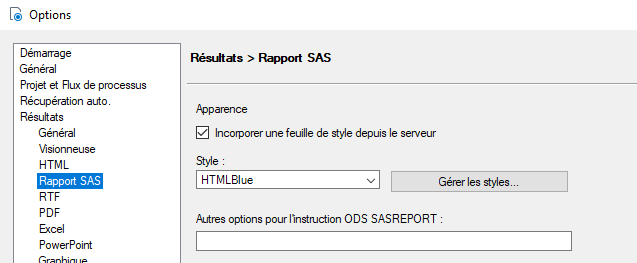 Options
Démarrage
Général
Projet et Flux de processus
Récupération auto.
Résultats
Général
Visionneuse
HTML
Rapport SAS
RTF
PDF
Excel
PowerPoint
Graphique
Résultats > Rapport SAS
Apparence
Incorporer une feuille de style depuis le serveur
Style :
HTMLBlue
Gérer les styles...
Autres options pour l'instruction ODS SASREPORT :